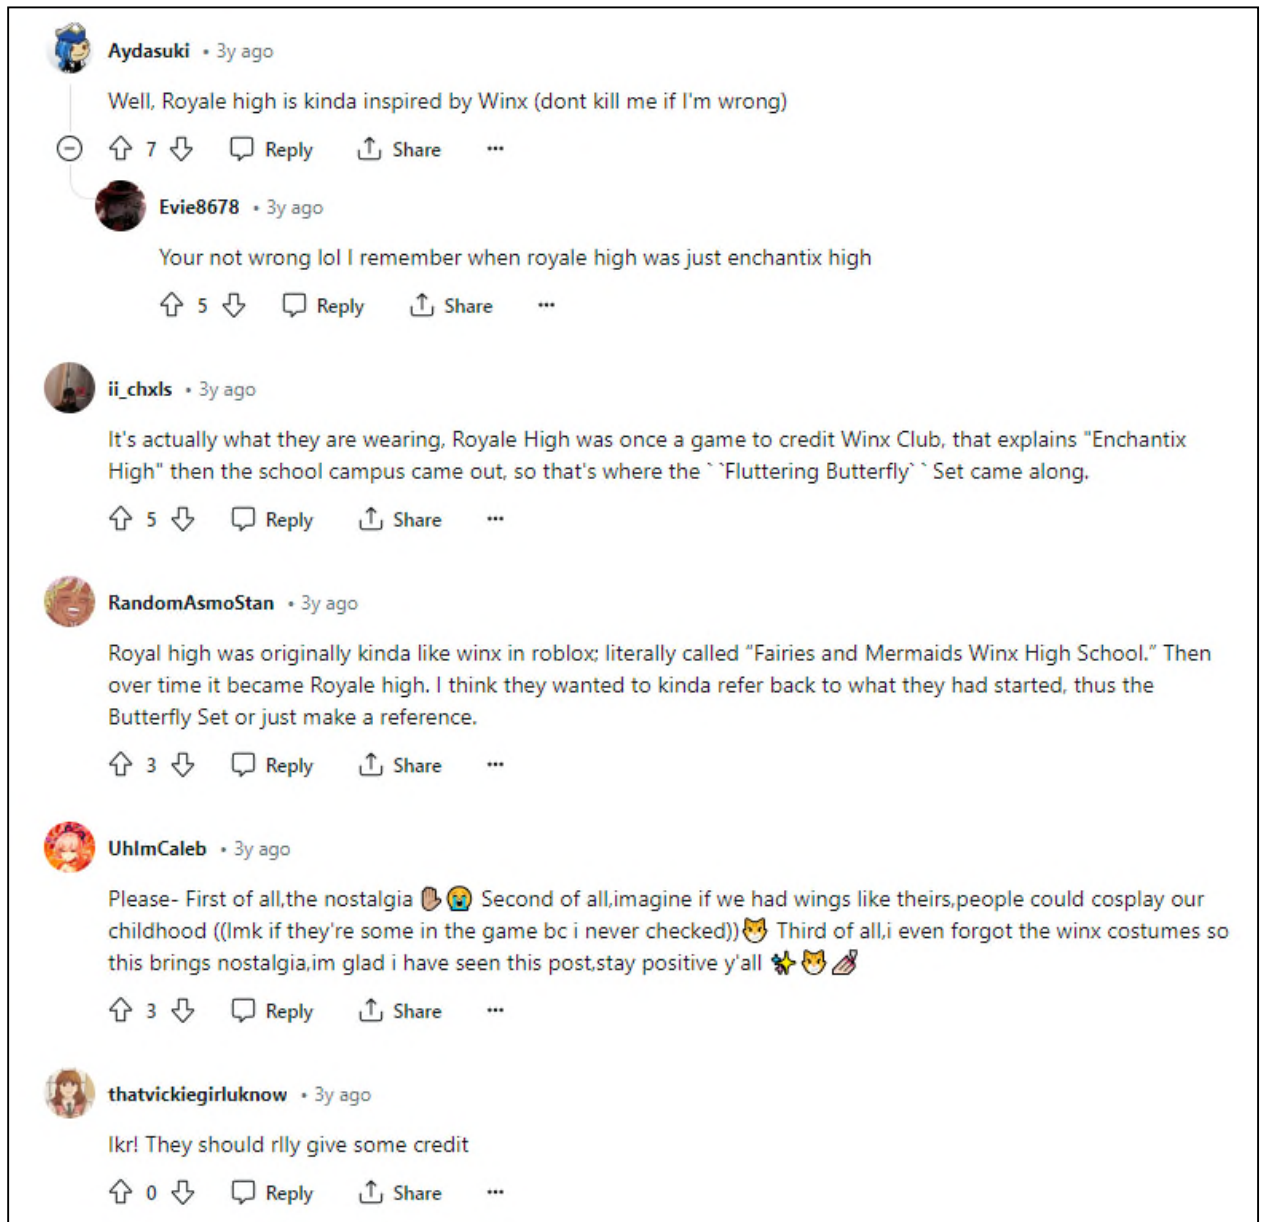 Aydasuki • 3y ago
Well, Royale high is kinda inspired by Winx (dont kill me if I'm wrong)
7 Reply Share ···
Evie8678 • 3y ago
Your not wrong lol I remember when royale high was just enchantix high
5 Reply Share ···
ii_chxls • 3y ago
It's actually what they are wearing, Royale High was once a game to credit Winx Club, that explains "Enchantix
High" then the school campus came out, so that's where the ` `Fluttering Butterfly` ` Set came along.
5 Reply Share ···
RandomAsmoStan • 3y ago
Royal high was originally kinda like winx in roblox; literally called "Fairies and Mermaids Winx High School." Then
over time it became Royale high. I think they wanted to kinda refer back to what they had started, thus the
Butterfly Set or just make a reference.
3 Reply Share ···
UhImCaleb • 3y ago
Please- First of all,the nostalgia ✋🏽😭 Second of all,imagine if we had wings like theirs,people could cosplay our
childhood ((lmk if they're some in the game bc i never checked))😼 Third of all,i even forgot the winx costumes so
this brings nostalgia,im glad i have seen this post,stay positive y'all ✨😼💅🏽
3 Reply Share ···
thatvickiegirluknow • 3y ago
Ikr! They should rlly give some credit
0 Reply Share ···